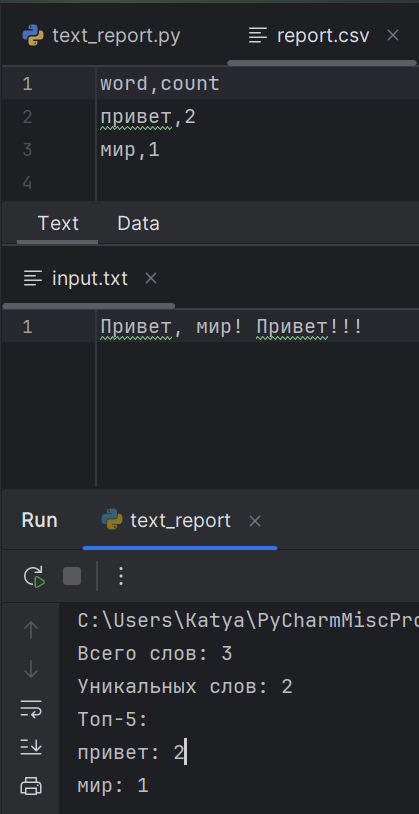 text_report.py report.csv
1 word,count
2 привет,2
3 мир,1
4
Text Data
input.txt
1 Привет, мир! Привет!!!
Run text_report
C:\Users\Katya\PyCharmMiscPro
Всего слов: 3
Уникальных слов: 2
Топ-5:
привет: 2
мир: 1